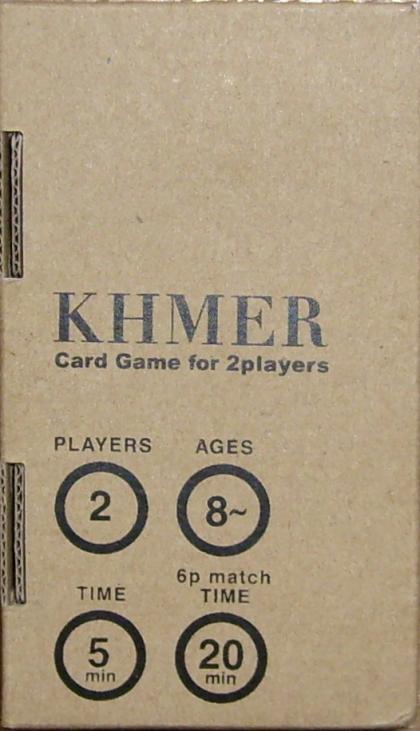 KHMER
Card Game for 2players
PLAYERS
AGES
2
8~
TIME
6p match
TIME
5
min
20
min